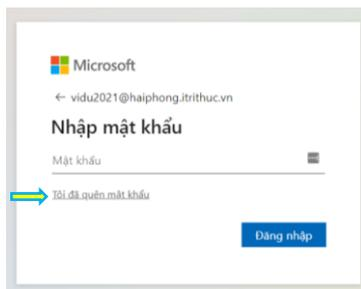 Microsoft
← vidu2021@haiphong.itrithuc.vn
Nhập mật khẩu
Mật khẩu
Tôi đã quên mật khẩu
Đăng nhập